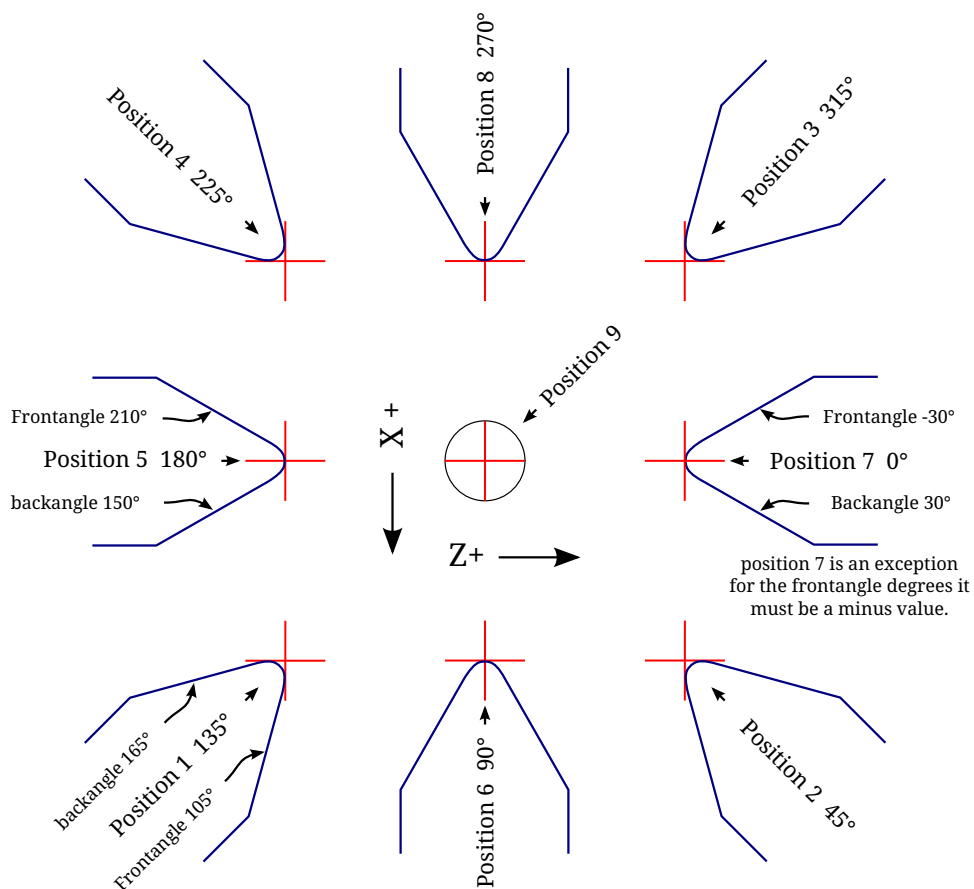 Position 4  225°
Position 8  270°
Position 3  315°
Position 9
Frontangle 210°
Position 5  180°
backangle 150°
X +
Z+
Frontangle -30°
Position 7  0°
Backangle 30°
position 7 is an exception
for the frontangle degrees it
must be a minus value.
backangle 165°
Position 1  135°
Frontangle 105°
Position 6  90°
Position 2  45°